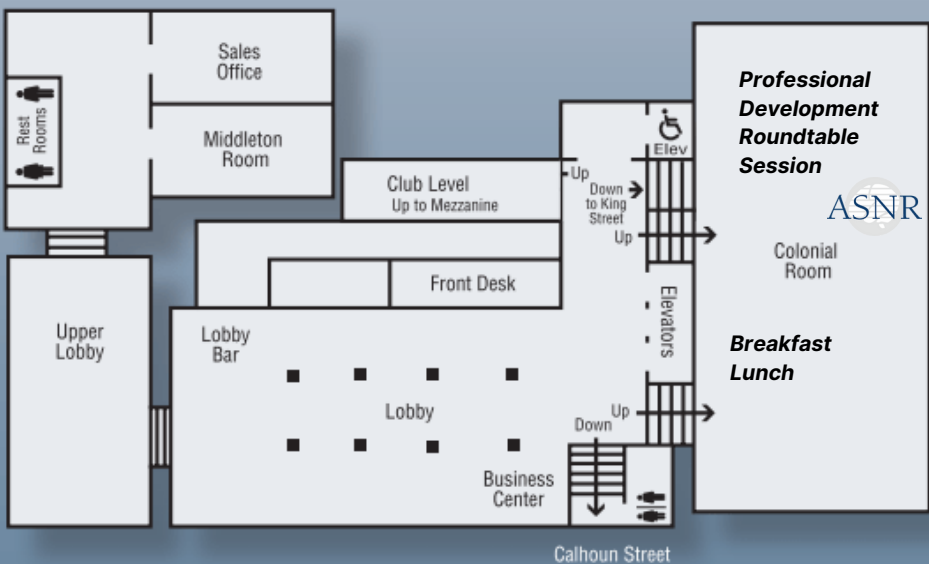 Sales
Office
Rest
Rooms
Middleton
Room
Club Level
Up to Mezzanine
Up
Down
to King
Street
Up
Elev
Professional
Development
Roundtable
Session
ASNR
Colonial
Room
Front Desk
Elevators
Upper
Lobby
Lobby
Bar
Lobby
Breakfast
Lunch
Up
Down
Business
Center
Calhoun Street